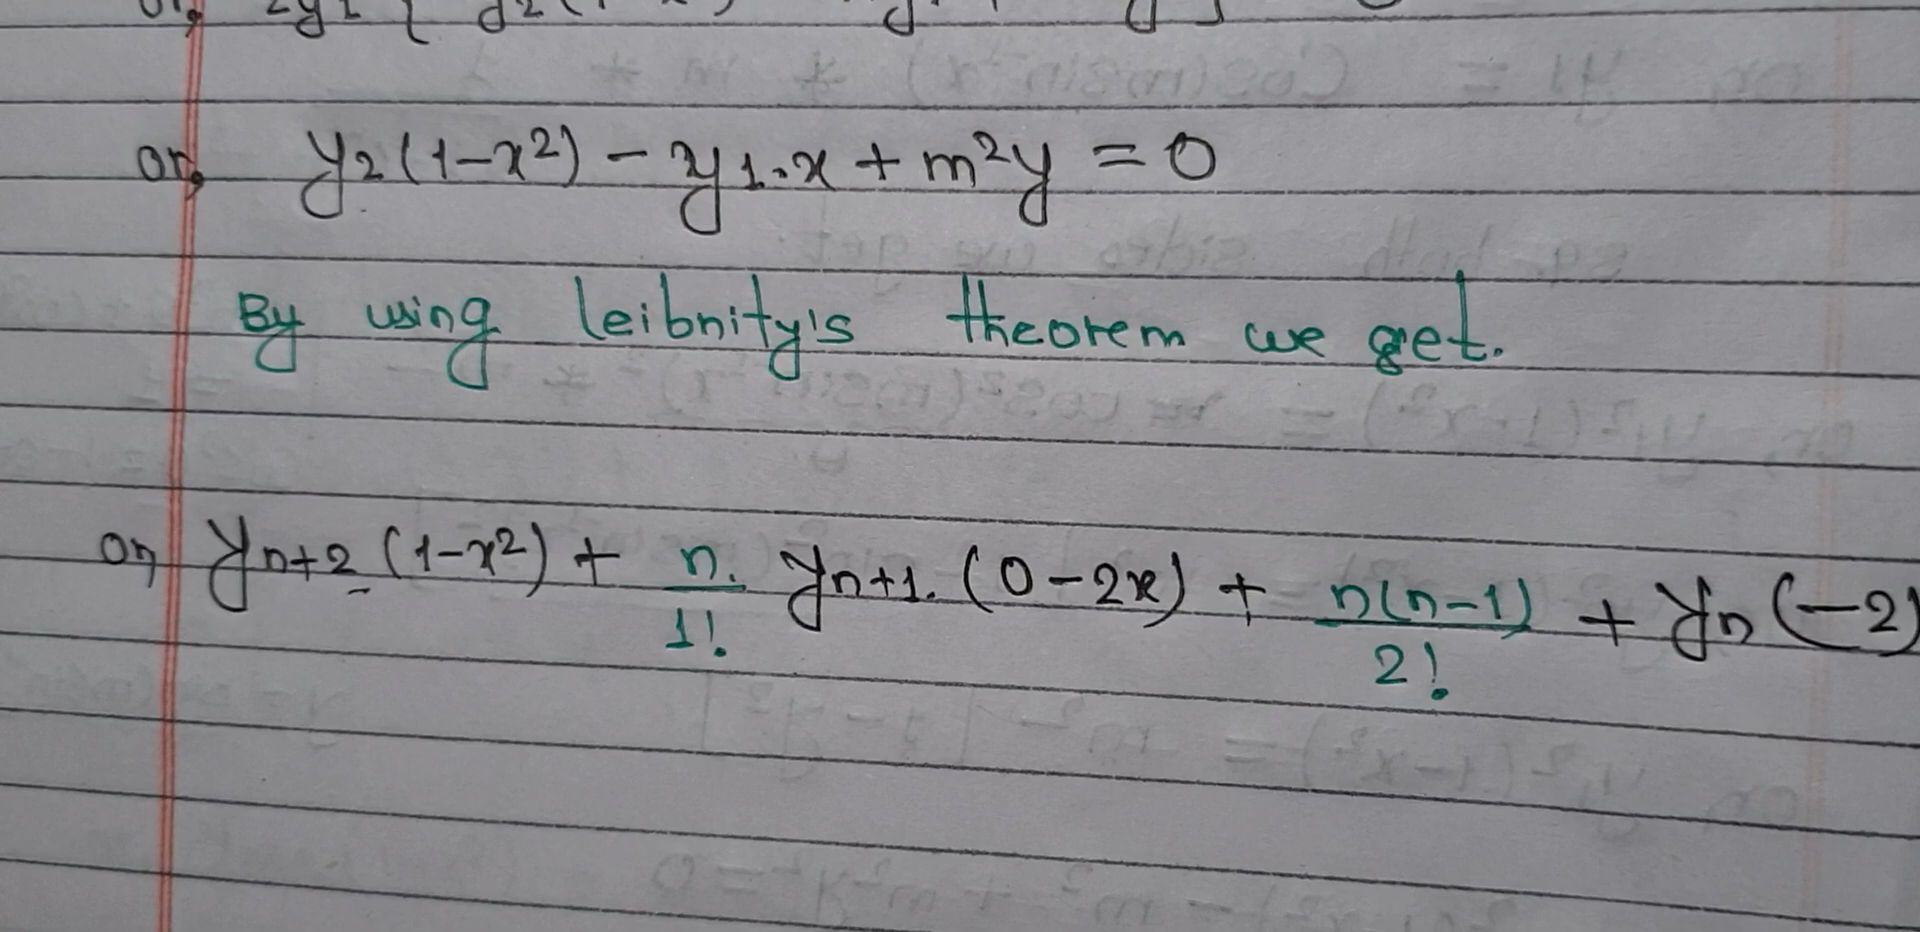 or, y₂(1-x²) - y₁.x + m²y = 0
By using leibnity's theorem we get.
or, yₙ₊₂ (1-x²) + n./1! yₙ₊₁. (0-2x) + n(n-1)/2! + yₙ (-2)